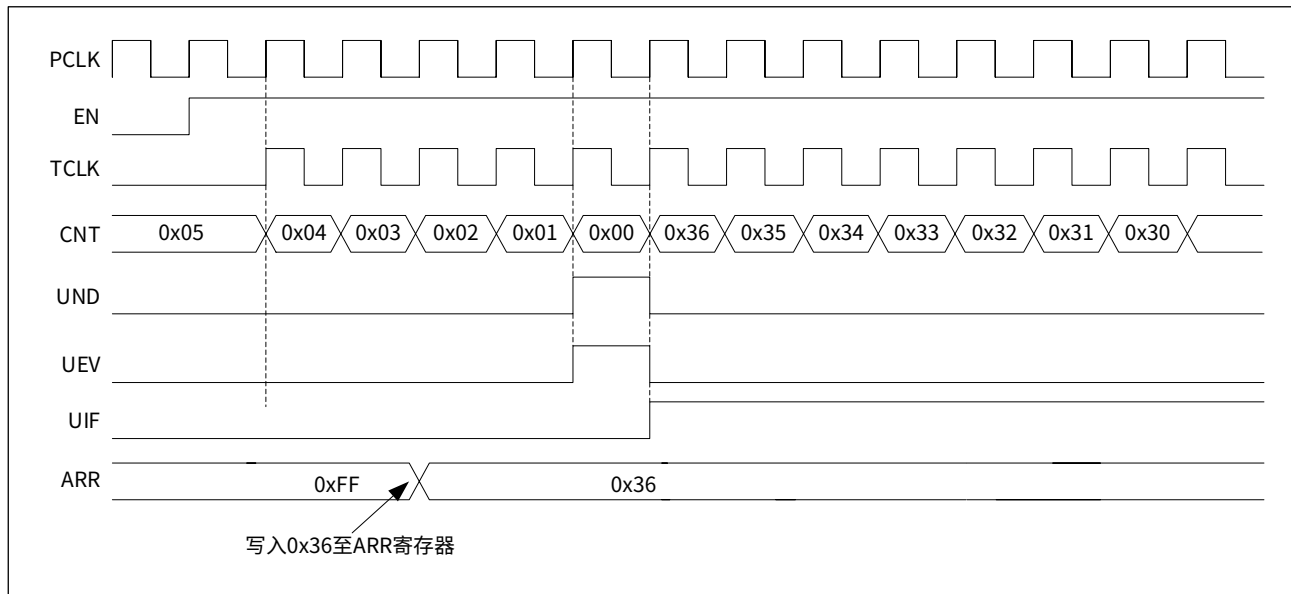 PCLK
EN
TCLK
CNT 0x05 0x04 0x03 0x02 0x01 0x00 0x36 0x35 0x34 0x33 0x32 0x31 0x30
UND
UEV
UIF
ARR 0xFF 0x36
写入0x36至ARR寄存器